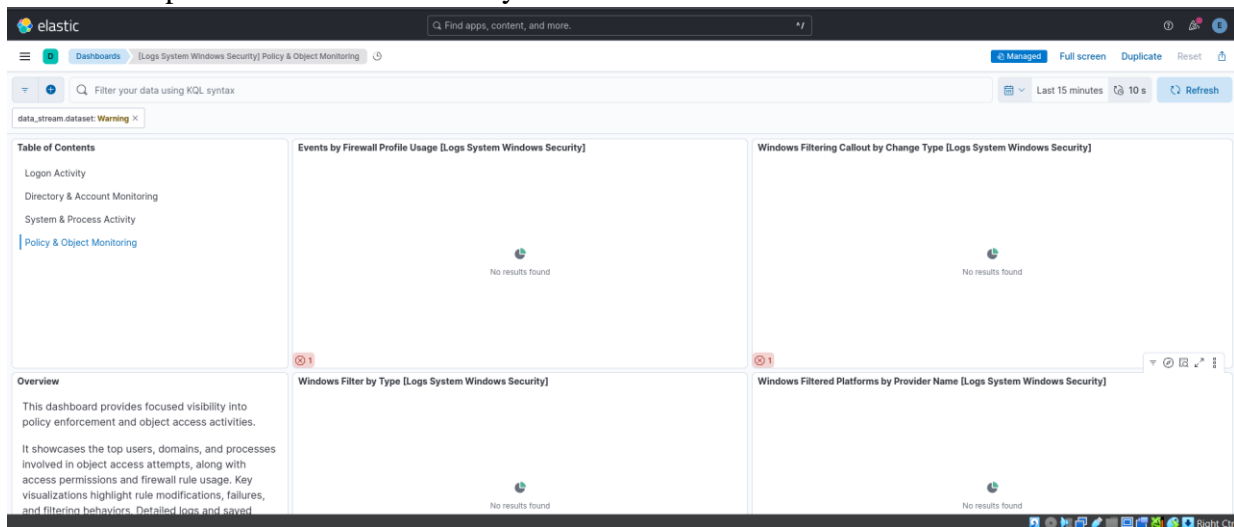 elastic
Find apps, content, and more.
^/
E
D
Dashboards
[Logs System Windows Security] Policy & Object Monitoring
Managed
Full screen
Duplicate
Reset
Filter your data using KQL syntax
Last 15 minutes
10 s
Refresh
data_stream.dataset: Warning ×
Table of Contents
Logon Activity
Directory & Account Monitoring
System & Process Activity
Policy & Object Monitoring
Events by Firewall Profile Usage [Logs System Windows Security]
No results found
1
Windows Filtering Callout by Change Type [Logs System Windows Security]
No results found
1
Overview
This dashboard provides focused visibility into
policy enforcement and object access activities.
It showcases the top users, domains, and processes
involved in object access attempts, along with
access permissions and firewall rule usage. Key
visualizations highlight rule modifications, failures,
and filtering behaviors. Detailed logs and saved
Windows Filter by Type [Logs System Windows Security]
No results found
Windows Filtered Platforms by Provider Name [Logs System Windows Security]
No results found
Right Ctr